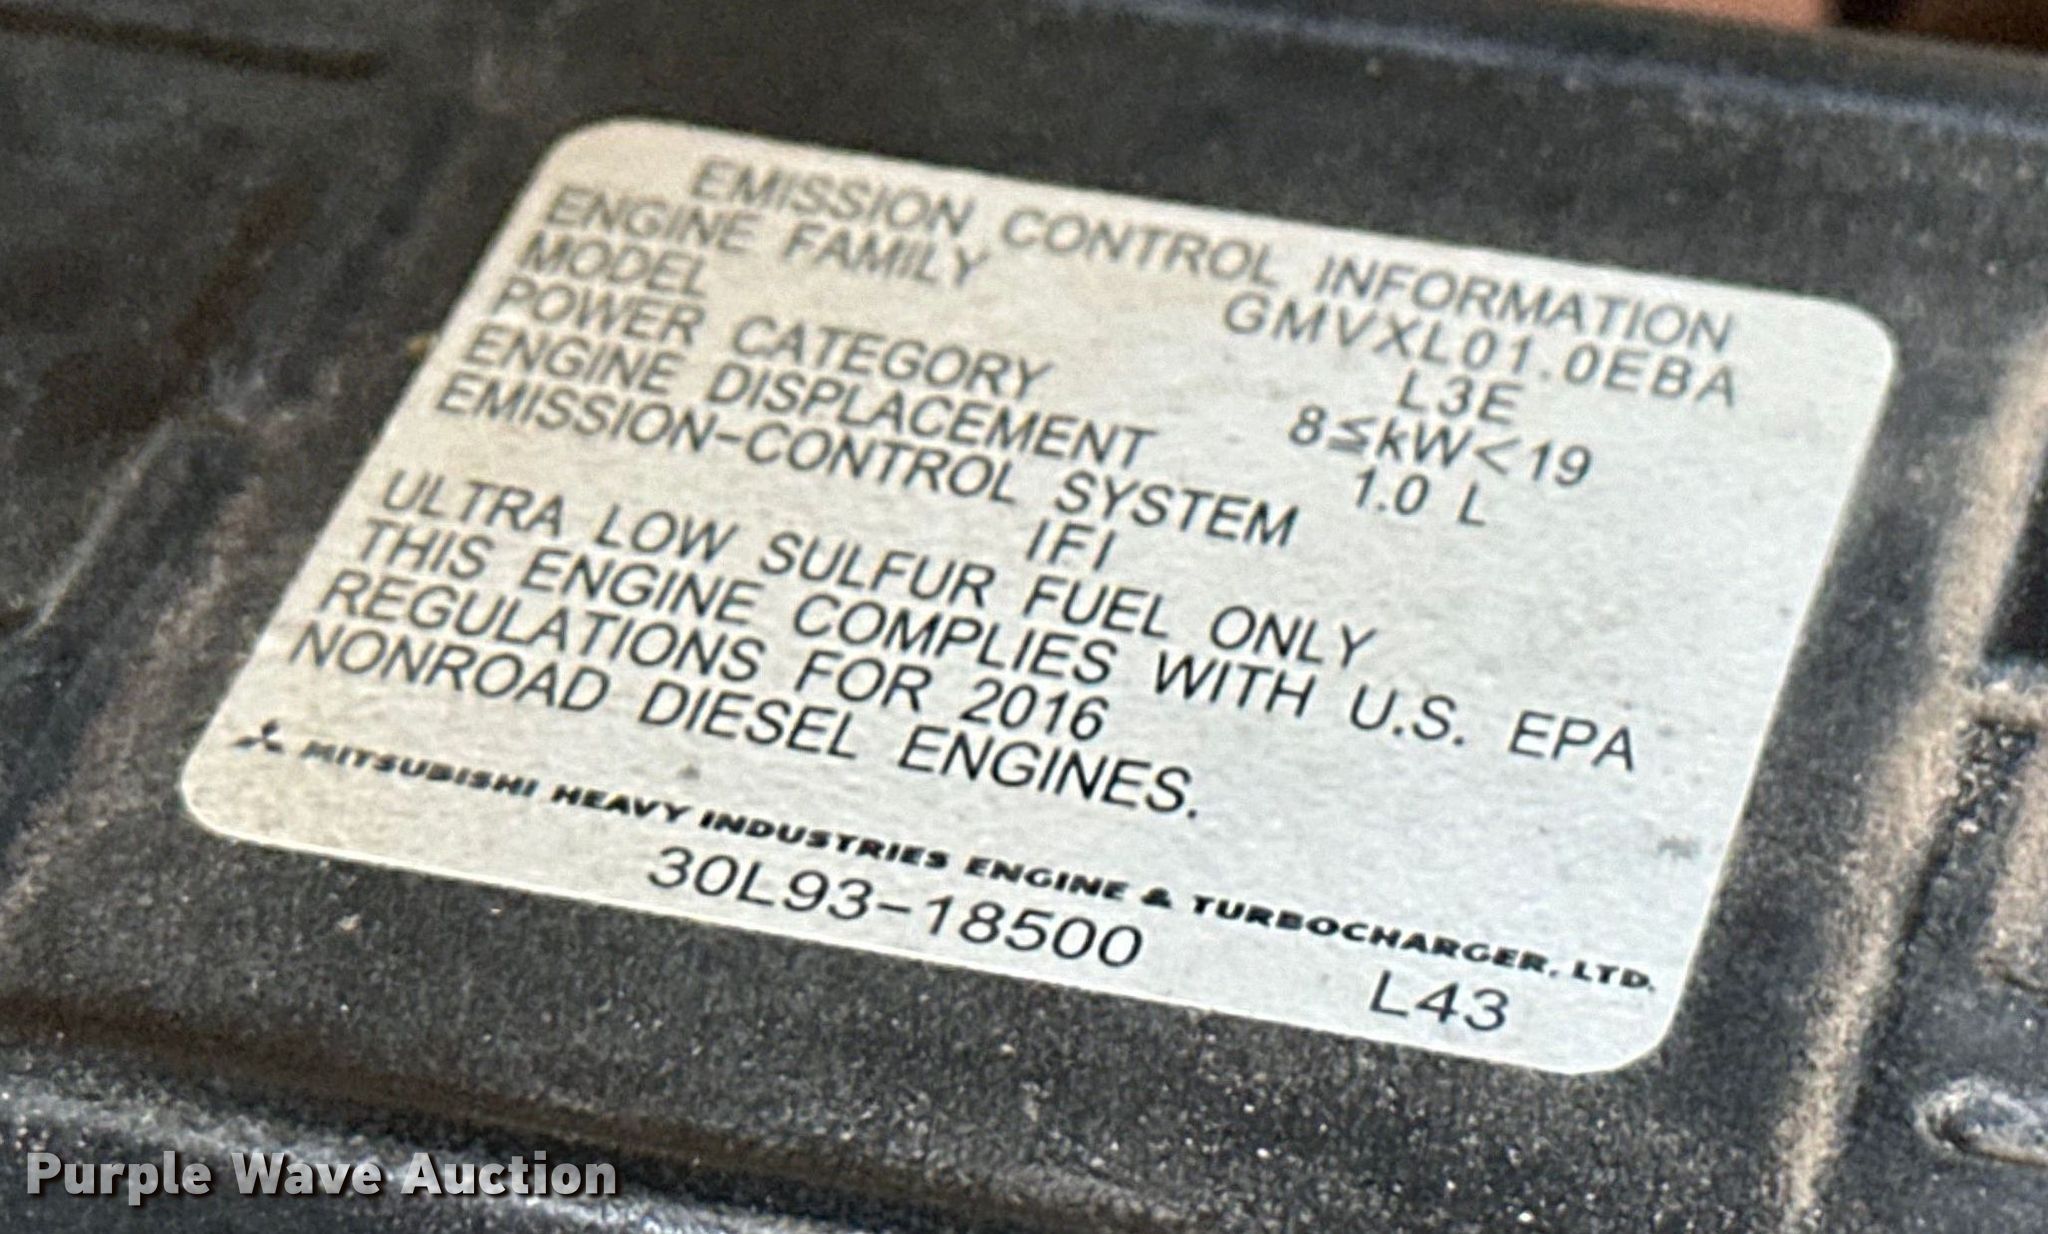 EMISSION CONTROL INFORMATION
ENGINE FAMILY GMVXL01.0EBA
MODEL L3E
POWER CATEGORY 8≤kW<19
ENGINE DISPLACEMENT 1.0 L
EMISSION-CONTROL SYSTEM
IFI
ULTRA LOW SULFUR FUEL ONLY
THIS ENGINE COMPLIES WITH U.S. EPA
REGULATIONS FOR 2016
NONROAD DIESEL ENGINES.
MITSUBISHI HEAVY INDUSTRIES ENGINE & TURBOCHARGER, LTD.
30L93-18500 L43
Purple Wave Auction